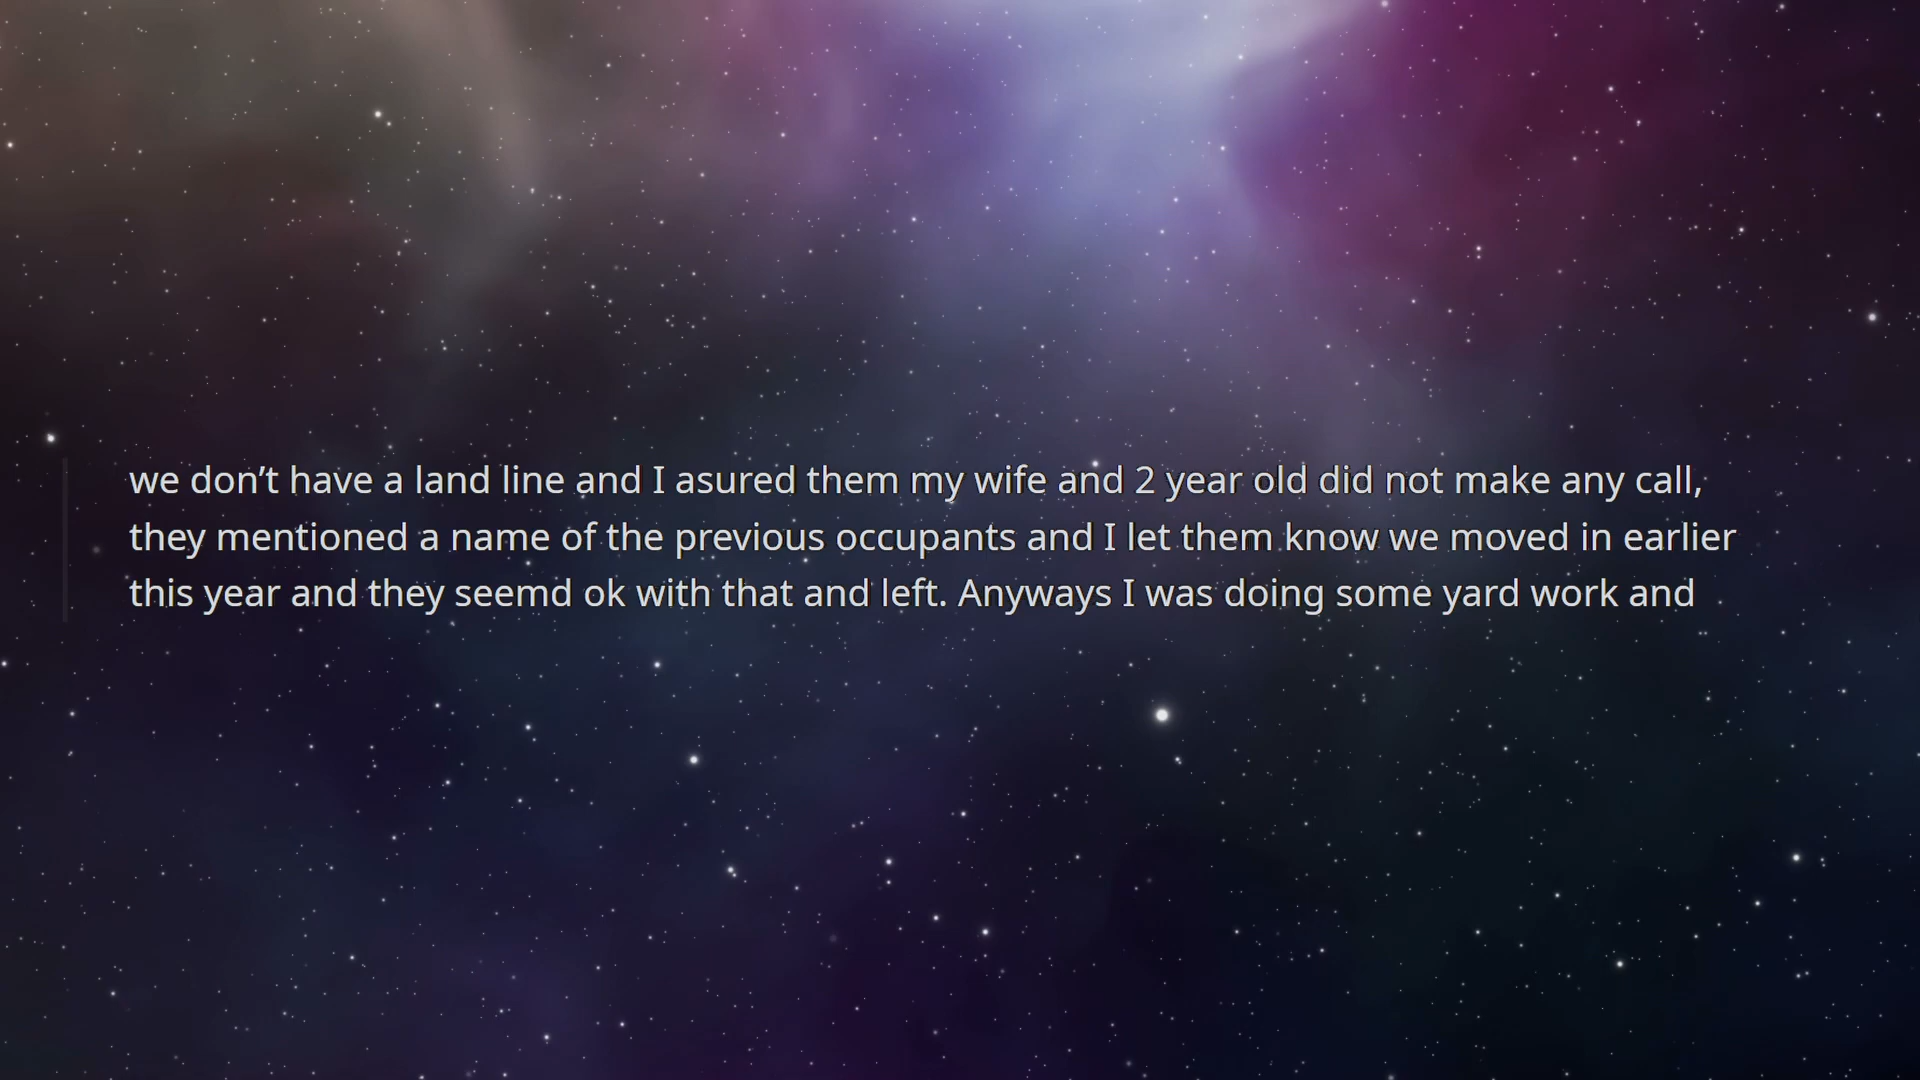 we don’t have a land line and I asured them my wife and 2 year old did not make any call,
they mentioned a name of the previous occupants and I let them know we moved in earlier
this year and they seemd ok with that and left. Anyways I was doing some yard work and